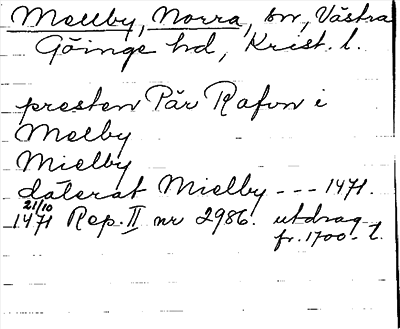 Mellby, Norra, sn, Västra
Göinge hd, Krist. l.
presten Pär Rafvn i
Melby
Mielby
daterat Mielby --- 1471.
21/10
1471 Rep. II nr 2986. utdrag
fr. 1700-t.